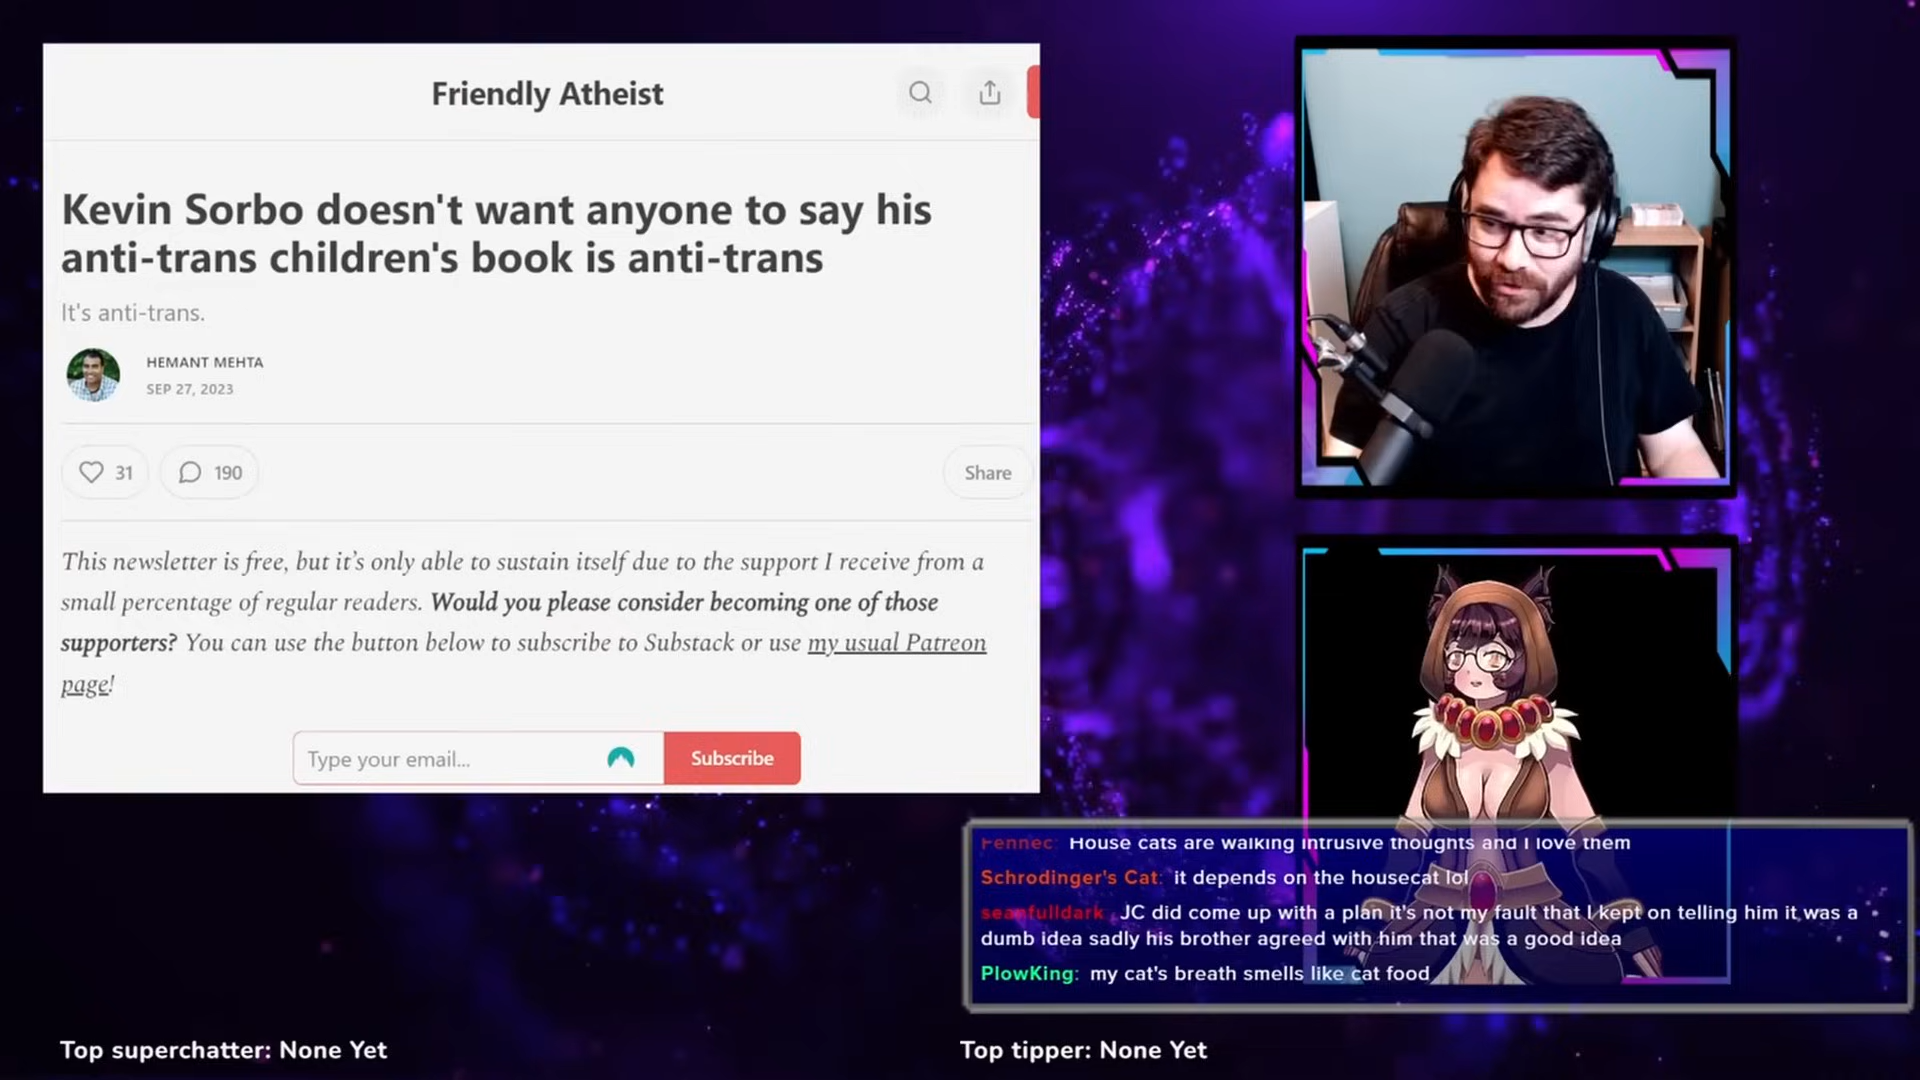 Friendly Atheist
Kevin Sorbo doesn't want anyone to say his
anti-trans children's book is anti-trans
It's anti-trans.
HEMANT MEHTA
SEP 27, 2023
31
190
Share
This newsletter is free, but it's only able to sustain itself due to the support I receive from a
small percentage of regular readers. Would you please consider becoming one of those
supporters? You can use the button below to subscribe to Substack or use my usual Patreon
page!
Type your email...
Subscribe
Fennec: House cats are walking intrusive thoughts and I love them
Schrodinger's Cat: it depends on the housecat lol
seanfulldark: JC did come up with a plan it's not my fault that I kept on telling him it was a
dumb idea sadly his brother agreed with him that was a good idea
PlowKing: my cat's breath smells like cat food
Top superchatter: None Yet
Top tipper: None Yet